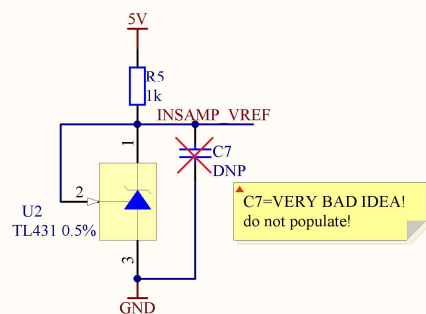 5V
R5
1k
INSAMP_VREF
1
C7
DNP
2
U2
TL431 0.5%
3
C7=VERY BAD IDEA!
do not populate!
GND